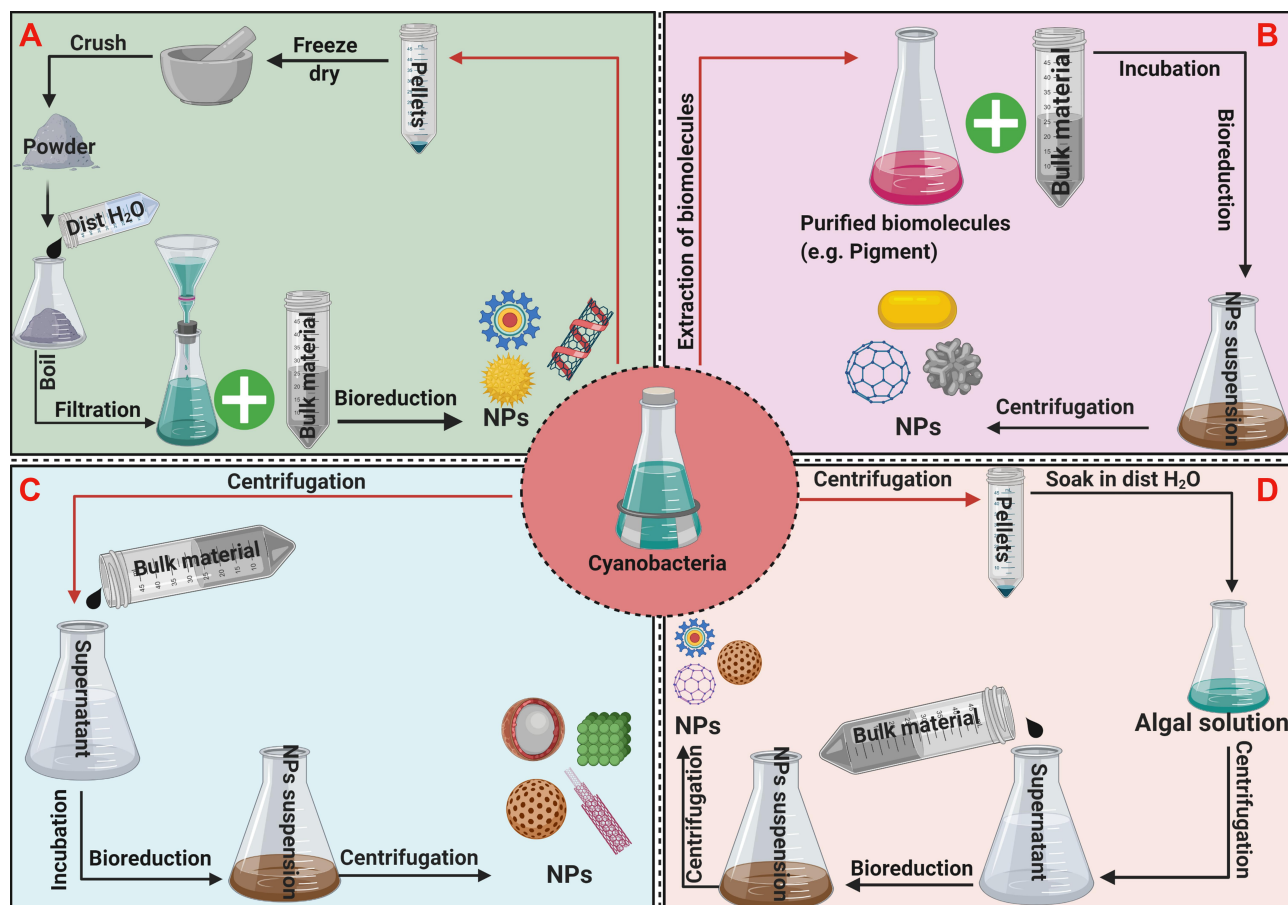 A
Crush
Freeze
dry
Pellets
Powder
Dist H₂O
Boil
Filtration
Bulk material
Bioreduction
NPs
B
Extraction of biomolecules
Purified biomolecules
(e.g. Pigment)
Bulk material
Incubation
Bioreduction
NPs suspension
Centrifugation
NPs
Cyanobacteria
C
Centrifugation
Bulk material
Supernatant
Incubation
Bioreduction
NPs suspension
Centrifugation
NPs
D
Centrifugation
Pellets
Soak in dist H₂O
Algal solution
Centrifugation
Supernatant
Bulk material
Bioreduction
NPs suspension
Centrifugation
NPs